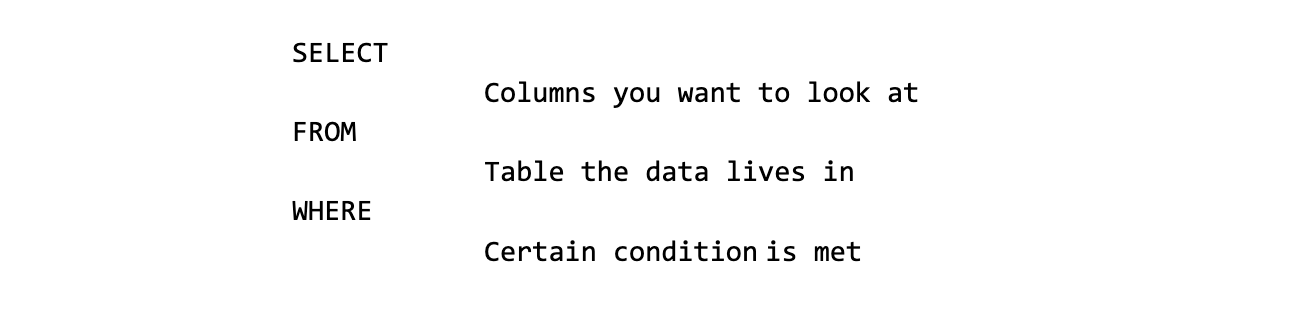 SELECT
Columns you want to look at
FROM
Table the data lives in
WHERE
Certain condition is met